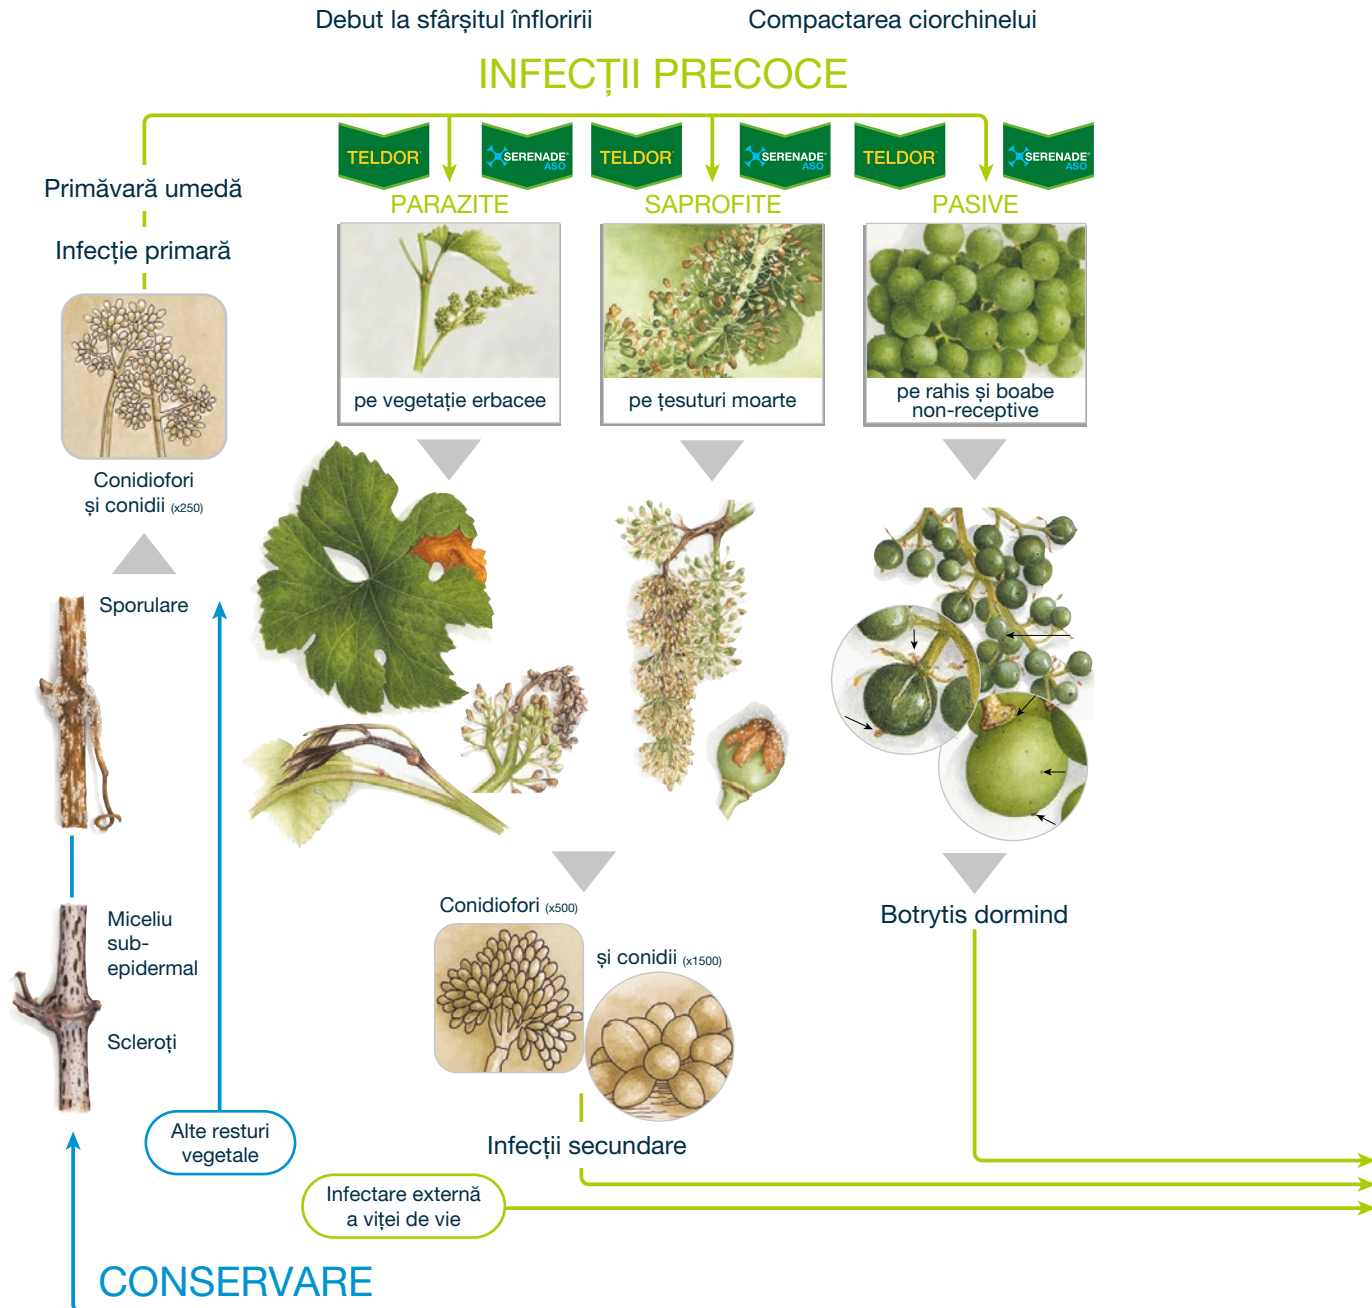 Debut la sfârșitul înfloririi
Compactarea ciorchinelui
INFECȚII PRECOCE
TELDOR®
SERENADE®
ASO
TELDOR®
SERENADE®
ASO
TELDOR®
SERENADE®
ASO
Primăvară umedă
Infecție primară
PARAZITE
SAPROFITE
PASIVE
pe vegetație erbacee
pe țesuturi moarte
pe rahis și boabe
non-receptive
Conidiofori
și conidii (x250)
Sporulare
Miceliu
sub-
epidermal
Scleroți
Alte resturi
vegetale
Conidiofori (x500)
și conidii (x1500)
Botrytis dormind
Infecții secundare
Infectare externă
a viței de vie
CONSERVARE